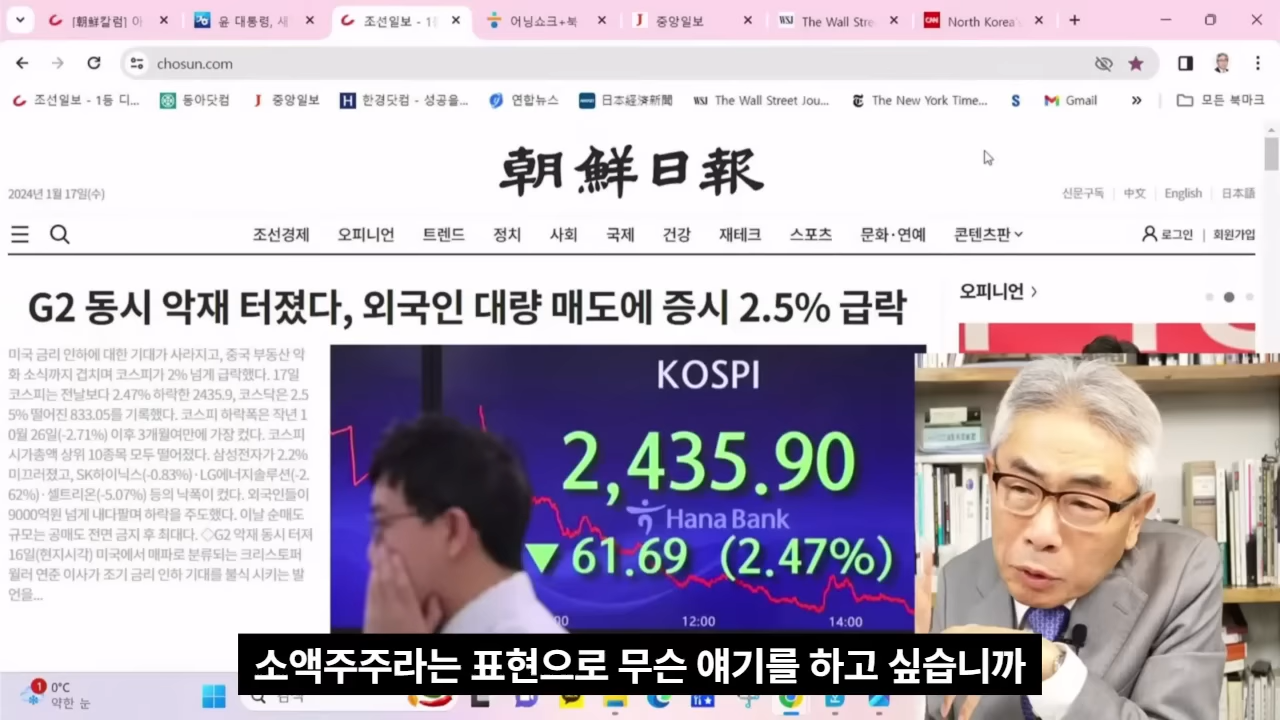 [朝鮮칼럼] 아
윤 대통령, 새
조선일보 - 1등
어닝쇼크+북
중앙일보
WSJ The Wall Stre
CNN North Korea's
chosun.com
조선일보 - 1등 디... 동아닷컴 중앙일보 한경닷컴 - 성공을... 연합뉴스 日本經済新聞 WSJ The Wall Street Jou... The New York Time... S Gmail » 모든 북마크
朝鮮日報
2024년 1월 17일(수)
신문구독 | 中文 | English | 日本語
조선경제 오피니언 트렌드 정치 사회 국제 건강 재테크 스포츠 문화·연예 콘텐츠판 로그인 | 회원가입
G2 동시 악재 터졌다, 외국인 대량 매도에 증시 2.5% 급락
오피니언 >
미국 금리 인하에 대한 기대가 사라지고, 중국 부동산 악
화 소식까지 겹치며 코스피가 2% 넘게 급락했다. 17일
코스피는 전날보다 2.47% 하락한 2435.9, 코스닥은 2.5
5% 떨어진 833.05를 기록했다. 코스피 하락폭은 작년 1
0월 26일(-2.71%) 이후 3개월여만에 가장 컸다. 코스피
시가총액 상위 10종목 모두 떨어졌다. 삼성전자가 2.2%
미끄러졌고, SK하이닉스(-0.83%)·LG에너지솔루션(-2.
62%)·셀트리온(-5.07%) 등의 낙폭이 컸다. 외국인들이
9000억원 넘게 내다팔며 하락을 주도했다. 이날 순매도
규모는 공매도 전면 금지 후 최대다. ◇G2 악재 동시 터져
16일(현지시각) 미국에서 매파로 분류되는 크리스토퍼
월러 연준 이사가 조기 금리 인하 기대를 불식 시키는 발
언을...
KOSPI
2,435.90
Hana Bank
▼61.69 (2.47%)
:00 12:00 14:00
소액주주라는 표현으로 무슨 얘기를 하고 싶습니까
1 0°C
약한 눈
검색